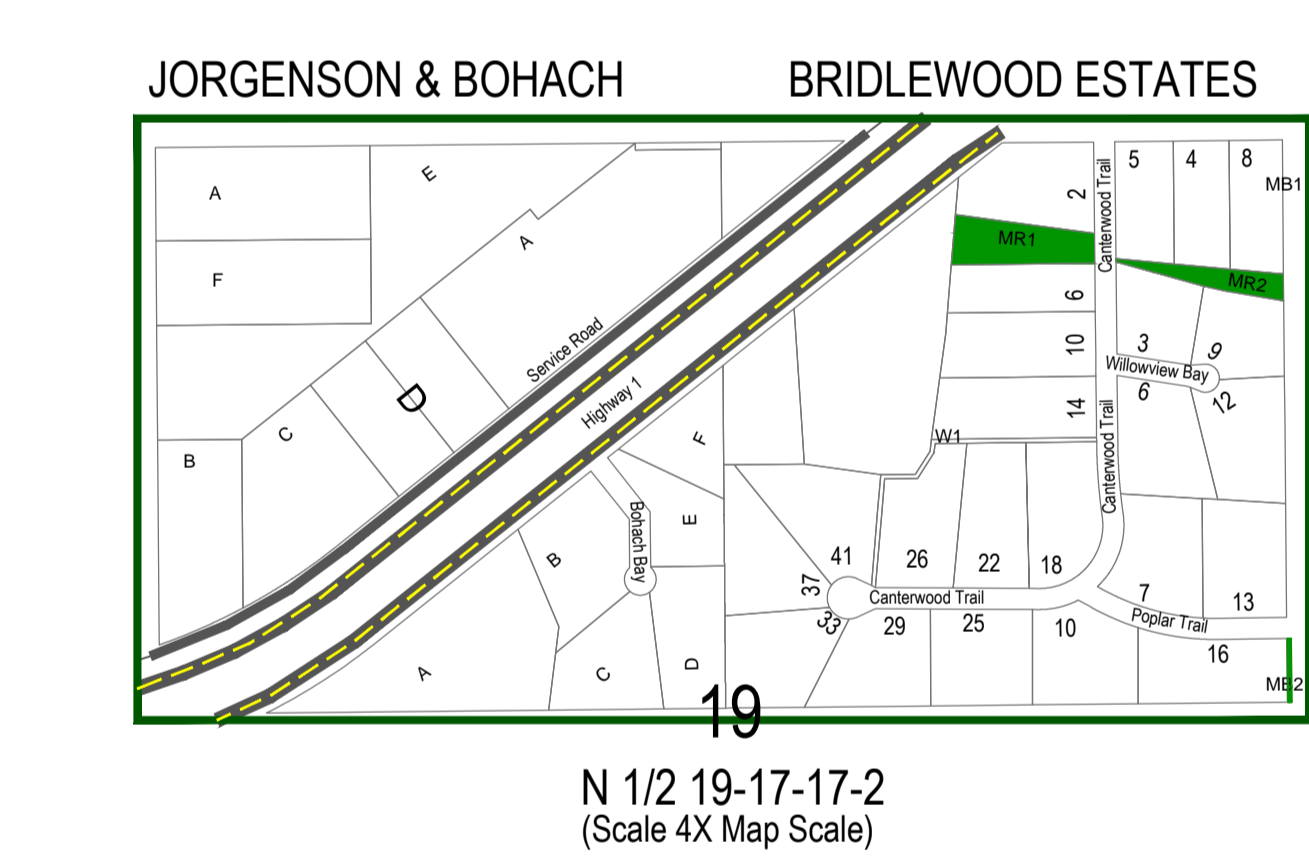 JORGENSON & BOHACH
BRIDLEWOOD ESTATES
A
E
F
A
B
C
D
Service Road
Highway 1
F
E
Bohach Bay
B
A
C
D
5
4
8
MB1
2
Canterwood Trail
MR1
MR2
6
10
3
9
Willowview Bay
6
12
14
Canterwood Trail
W1
41
26
22
18
37
Canterwood Trail
7
13
33
29
25
10
Poplar Trail
16
MB2
19
N 1/2 19-17-17-2
(Scale 4X Map Scale)